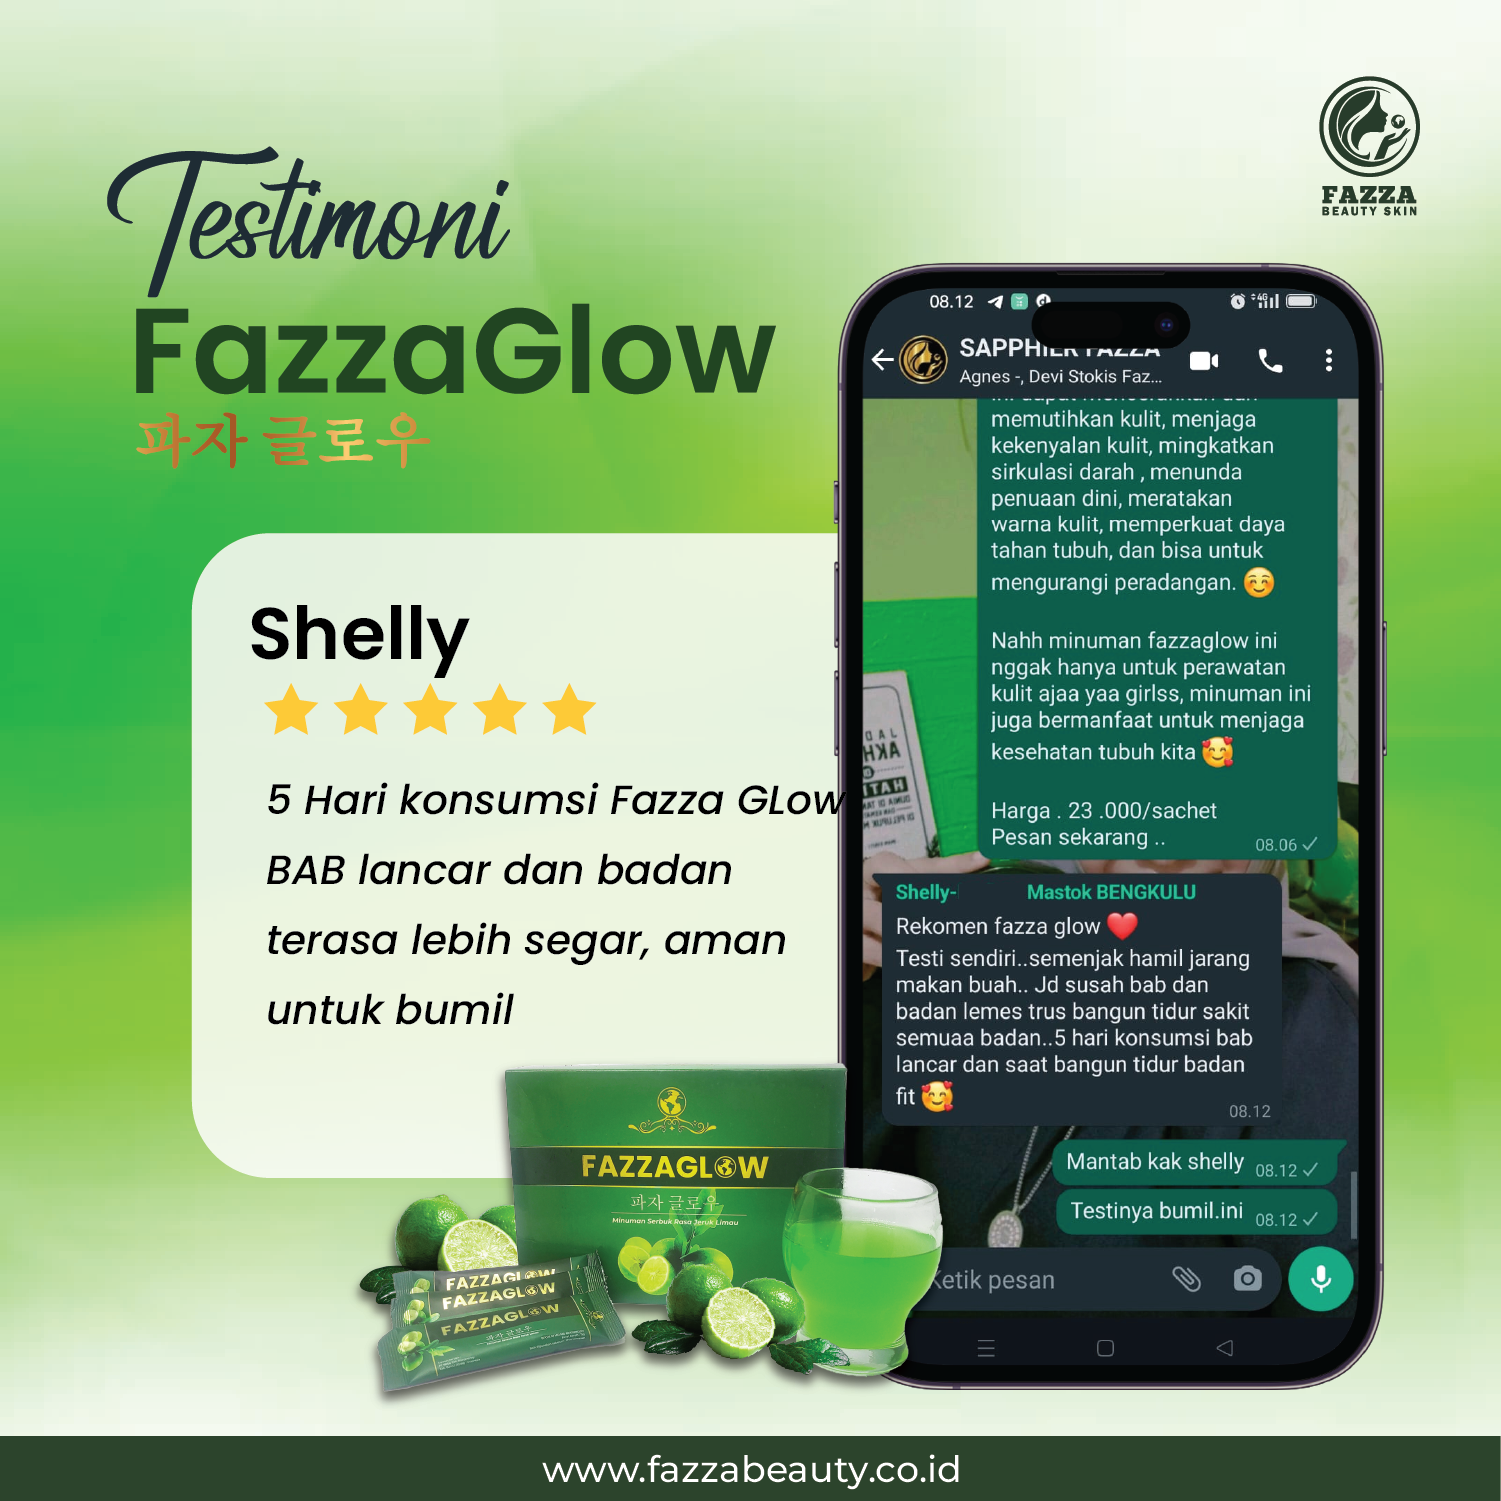 FAZZA
BEAUTY SKIN
Testimoni
FazzaGlow
파자 글로우
Shelly
5 Hari konsumsi Fazza GLow
BAB lancar dan badan
terasa lebih segar, aman
untuk bumil
08.12
4G
Agnes -, Devi Stokis Faz...
memutihkan kulit, menjaga
kekenyalan kulit, mingkatkan
sirkulasi darah , menunda
penuaan dini, meratakan
warna kulit, memperkuat daya
tahan tubuh, dan bisa untuk
mengurangi peradangan. ☺️
Nahh minuman fazzaglow ini
nggak hanya untuk perawatan
kulit ajaa yaa girlss, minuman ini
juga bermanfaat untuk menjaga
kesehatan tubuh kita 🥰
Harga . 23 .000/sachet
Pesan sekarang ..
08.06
Shelly- Mastok BENGKULU
Rekomen fazza glow ❤️
Testi sendiri..semenjak hamil jarang
makan buah.. Jd susah bab dan
badan lemes trus bangun tidur sakit
semuaa badan..5 hari konsumsi bab
lancar dan saat bangun tidur badan
fit 🥰
08.12
Mantab kak shelly 08.12
Testinya bumil.ini 08.12
Ketik pesan
FAZZAGLOW
파자 글로우
Minuman Serbuk Rasa Jeruk Limau
FAZZAGLOW
FAZZAGLOW
FAZZAGLOW
파자 글로우
www.fazzabeauty.co.id